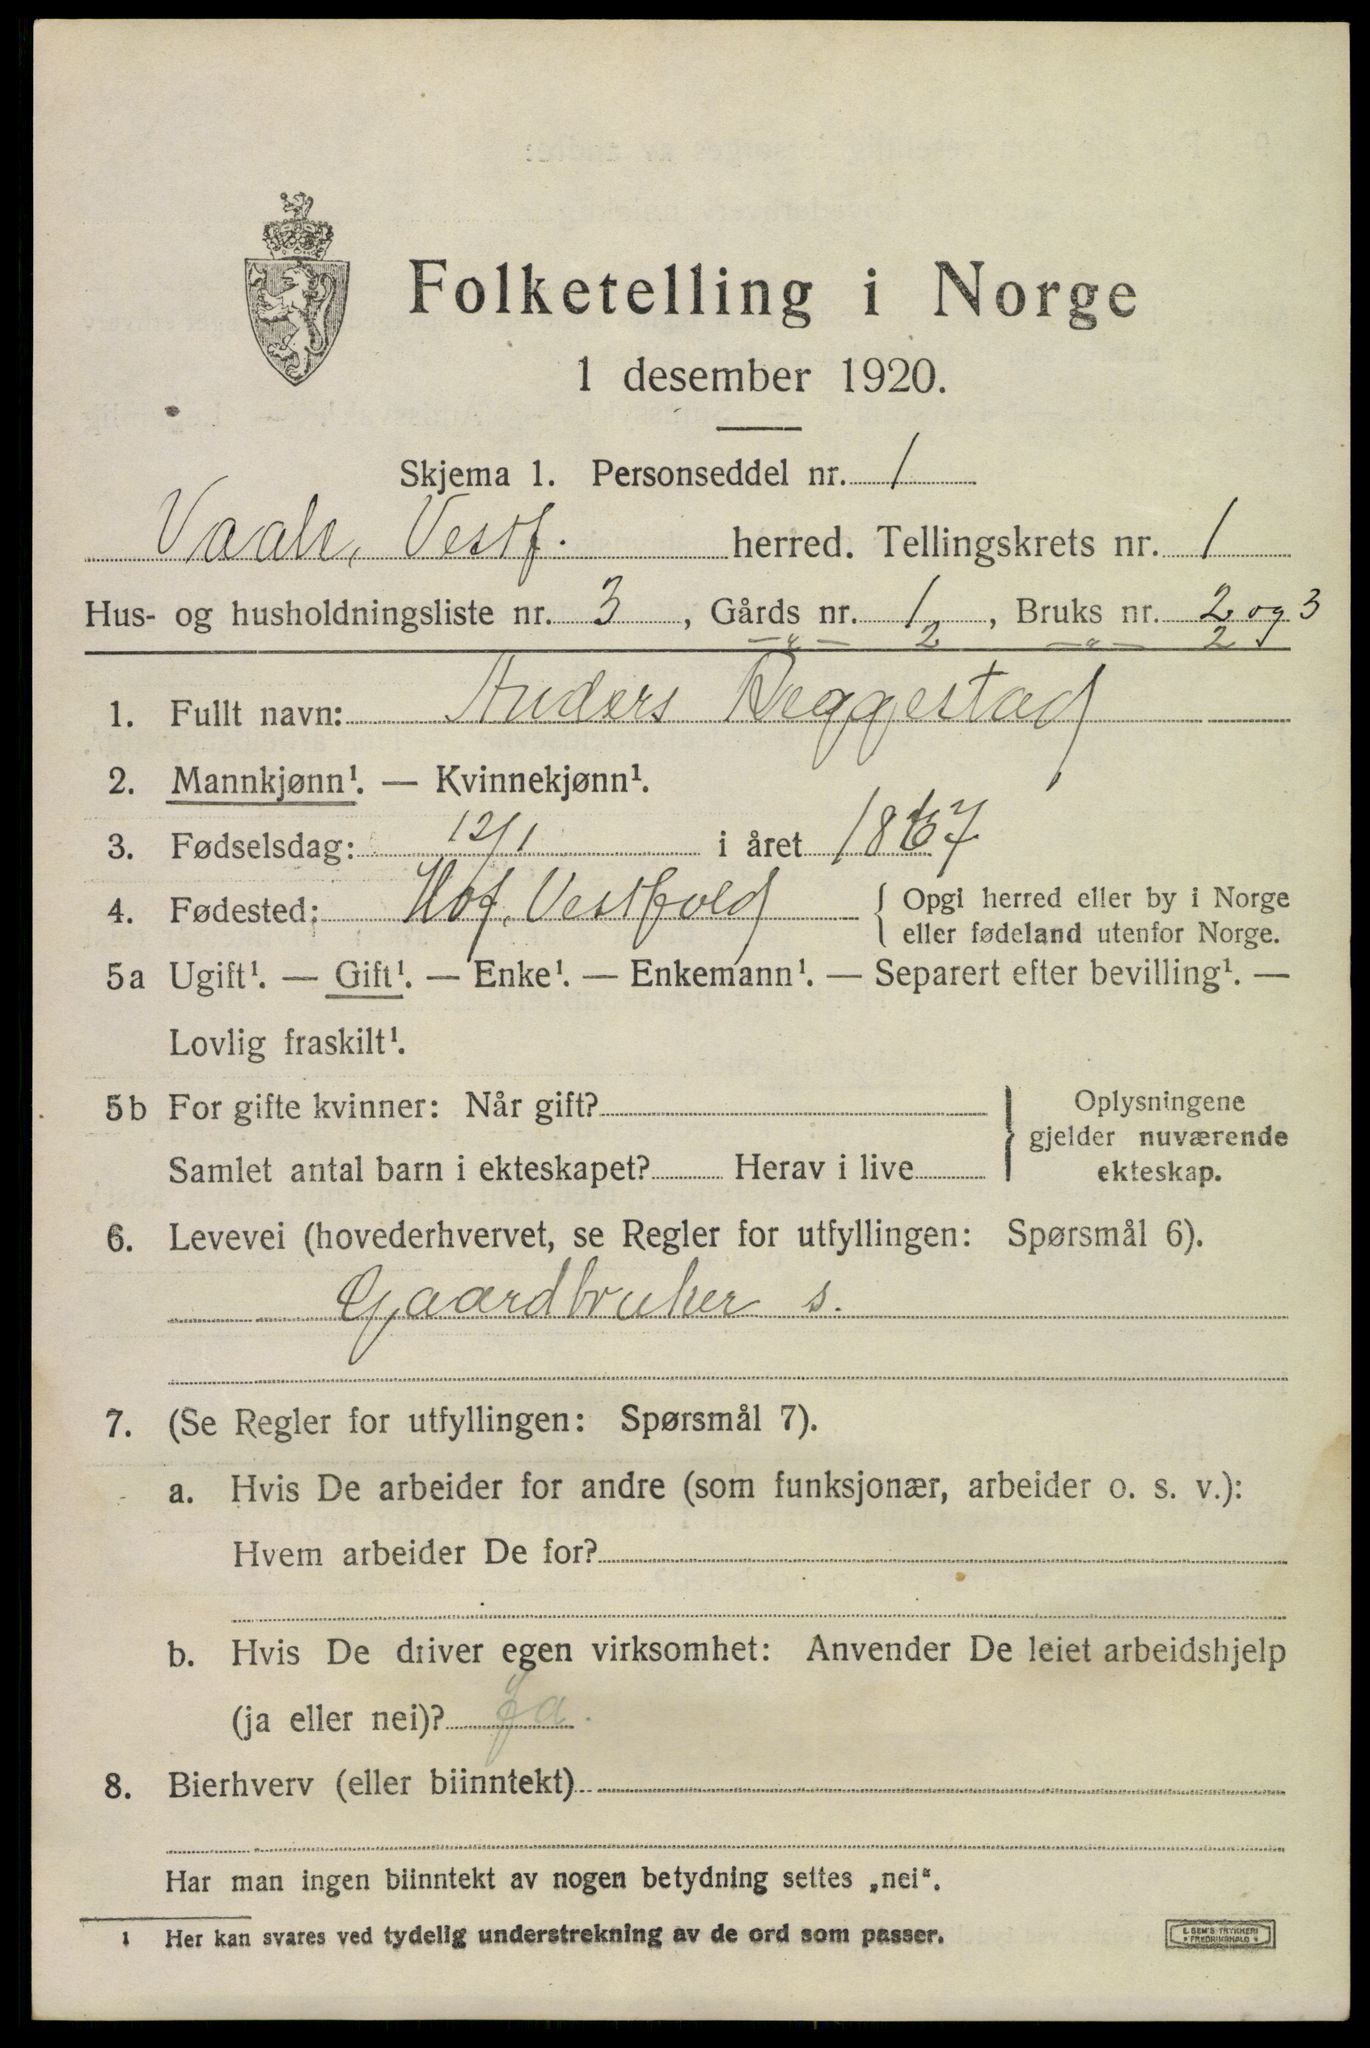 Folketelling i Norge
1 desember 1920.
Skjema 1. Personseddel nr. 1
Vaale, Vestf. herred. Tellingskrets nr. 1
Hus- og husholdningsliste nr. 3, Gårds nr. 1, Bruks nr. 2 og 3
— " — 2 — " — 2
1. Fullt navn: Anders Reggestad
2. Mannkjønn¹. — Kvinnekjønn¹.
3. Fødselsdag: 12/1 i året 1867
4. Fødested: Hof, Vestfold { Opgi herred eller by i Norge
eller fødeland utenfor Norge.
5a Ugift¹. — Gift¹. — Enke¹. — Enkemann¹. — Separert efter bevilling¹. —
Lovlig fraskilt¹.
5b For gifte kvinner: Når gift? } Oplysningene
gjelder nuværende
Samlet antal barn i ekteskapet? Herav i live ekteskap.
6. Levevei (hovederhvervet, se Regler for utfyllingen: Spørsmål 6).
Gaardbruker s.
7. (Se Regler for utfyllingen: Spørsmål 7).
a. Hvis De arbeider for andre (som funksjonær, arbeider o. s. v.):
Hvem arbeider De for?
b. Hvis De driver egen virksomhet: Anvender De leiet arbeidshjelp
(ja eller nei)? Ja.
8. Bierhverv (eller biinntekt)
Har man ingen biinntekt av nogen betydning settes „nei“.
1 Her kan svares ved tydelig understrekning av de ord som passer.
E. SEM'S TRYKKERI
FREDRIKSHALD